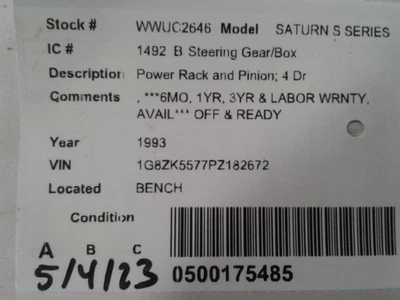 Stock # WWUC2646 Model SATURN S SERIES
IC # 1492 B Steering Gear/Box
Description Power Rack and Pinion; 4 Dr
Comments , ***6MO, 1YR, 3YR & LABOR WRNTY,
AVAIL*** OFF & READY
Year 1993
VIN 1G8ZK5577PZ182672
Located BENCH
Condition
A B C
5/4/23 0500175485